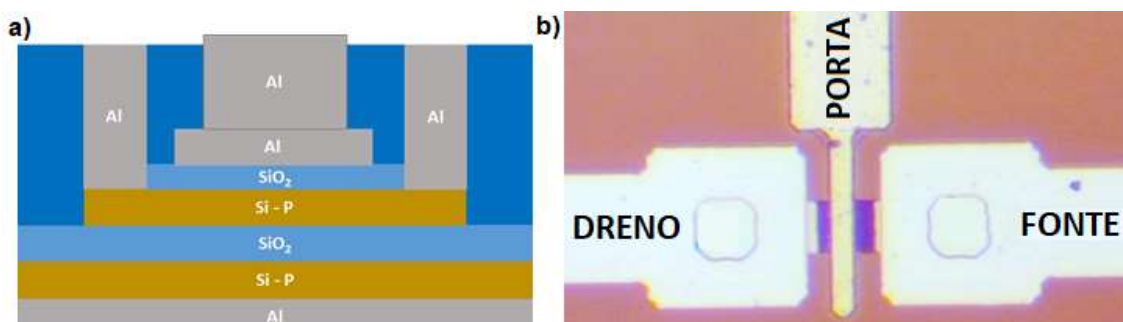 a)
Al
Al
Al
Al
SiO₂
Si - P
SiO₂
Si - P
Al
b)
PORTA
DRENO
FONTE